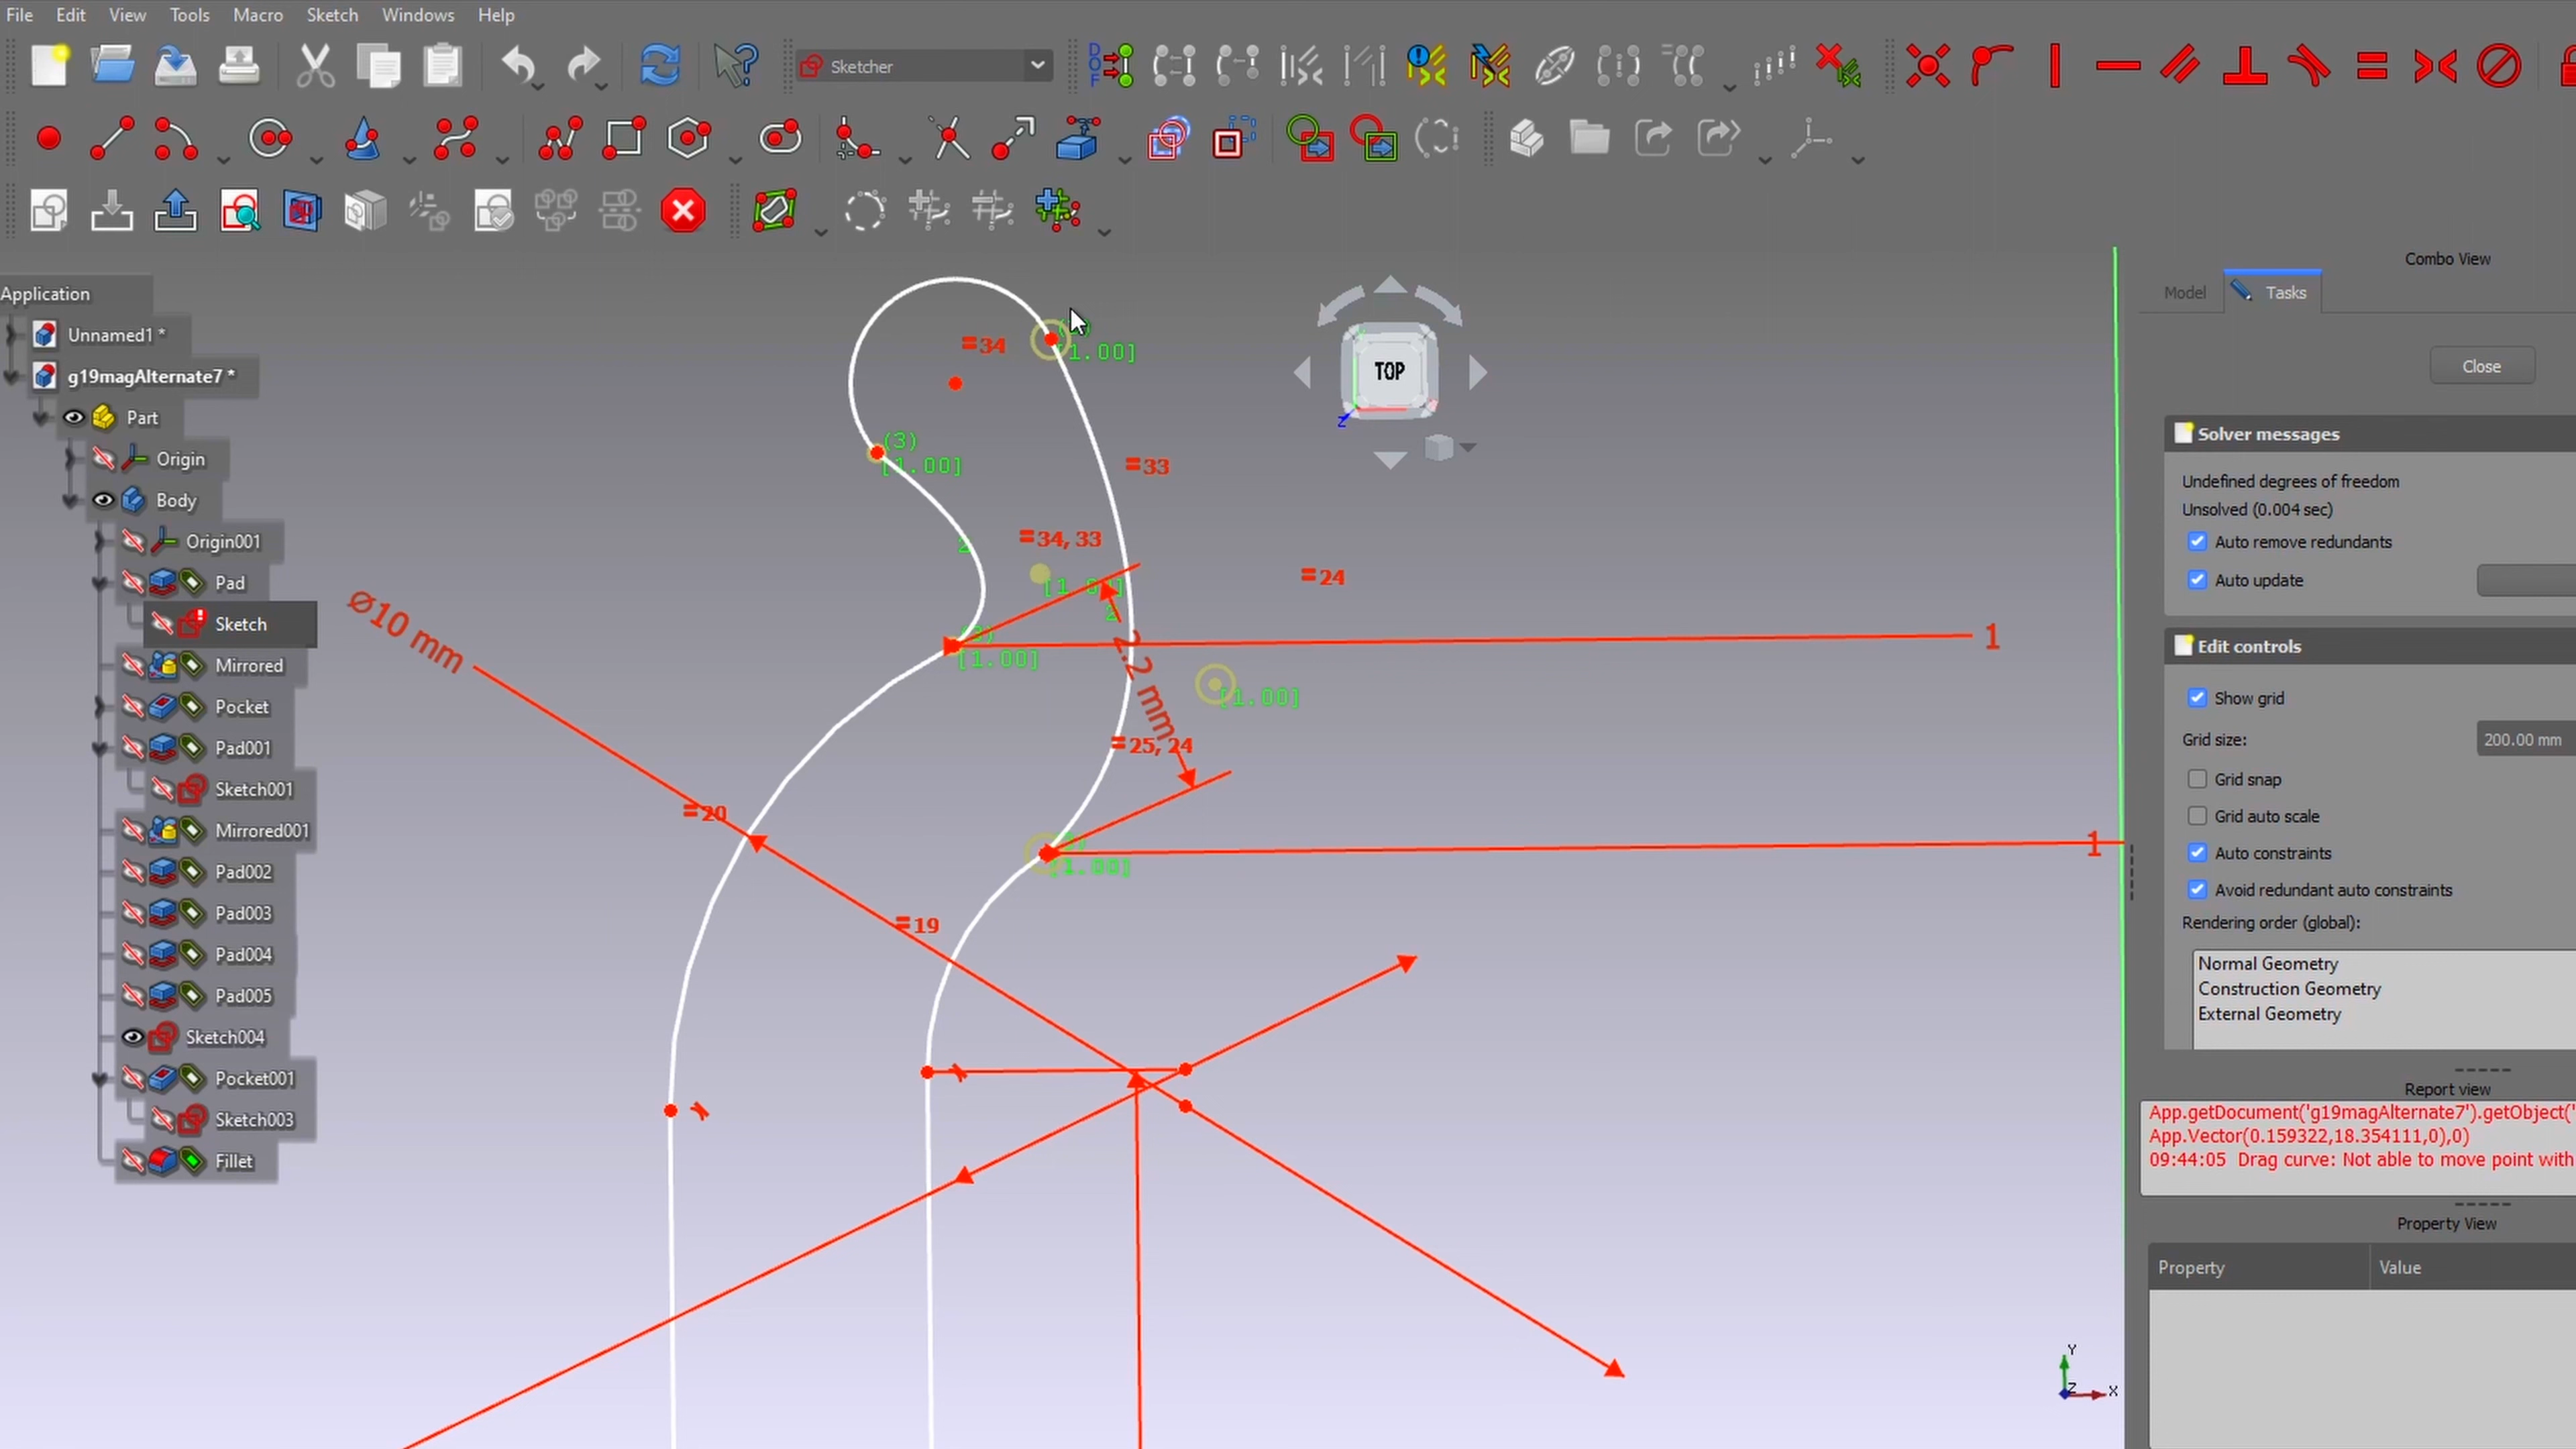 File Edit View Tools Macro Sketch Windows Help
Sketcher
Combo View
Application
Unnamed1 *
g19magAlternate7 *
Part
Origin
Body
Origin001
Pad
Sketch
Mirrored
Pocket
Pad001
Sketch001
Mirrored001
Pad002
Pad003
Pad004
Pad005
Sketch004
Pocket001
Sketch003
Fillet
=34
[1.00]
(3)
[1.00]
=33
=34, 33
2
=24
2
[1.00]
1
⌀10 mm
2.2 mm
[1.00]
=25, 24
=20
1
[1.00]
=19
TOP
Z
Model Tasks
Close
Solver messages
Undefined degrees of freedom
Unsolved (0.004 sec)
Auto remove redundants
Auto update
Edit controls
Show grid
Grid size: 200.00 mm
Grid snap
Grid auto scale
Auto constraints
Avoid redundant auto constraints
Rendering order (global):
Normal Geometry
Construction Geometry
External Geometry
Report view
App.getDocument('g19magAlternate7').getObject('
App.Vector(0.159322,18.354111,0),0)
09:44:05 Drag curve: Not able to move point with
Property View
Property Value
Y
Z X